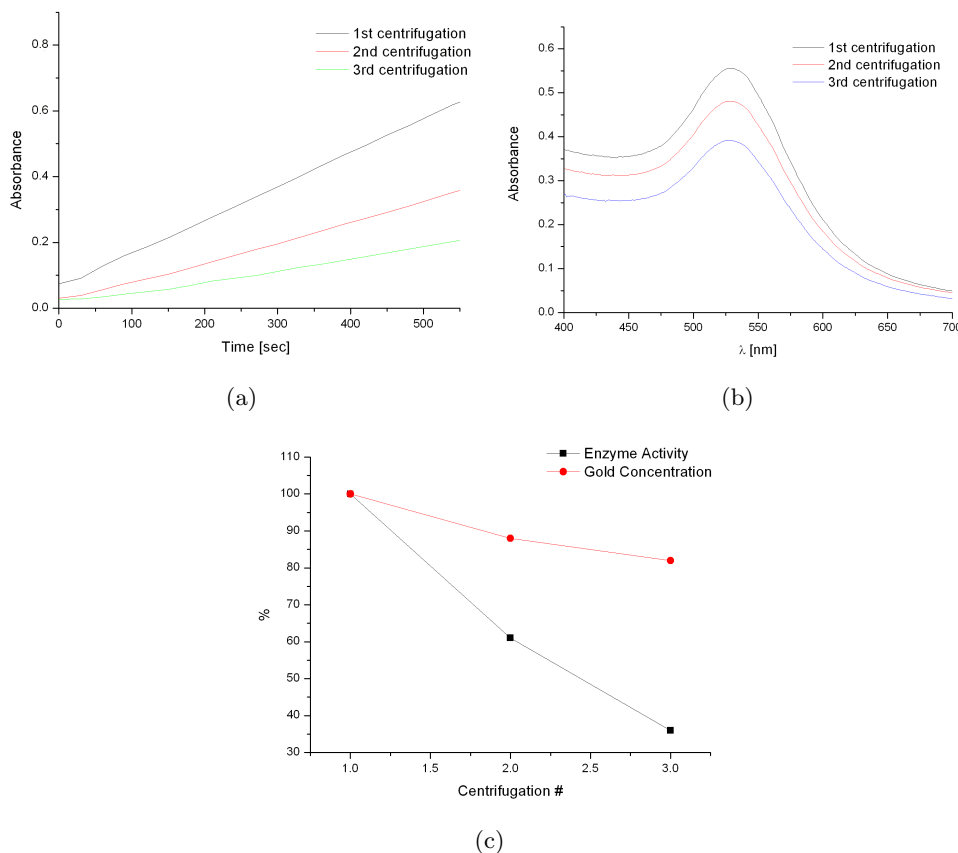 1st centrifugation
2nd centrifugation
3rd centrifugation
0.8
0.6
0.4
0.2
0.0
Absorbance
0 100 200 300 400 500
Time [sec]
(a)
1st centrifugation
2nd centrifugation
3rd centrifugation
0.6
0.5
0.4
0.3
0.2
0.1
0.0
Absorbance
400 450 500 550 600 650 700
λ [nm]
(b)
Enzyme Activity
Gold Concentration
110
100
90
80
70
60
50
40
30
%
1.0 1.5 2.0 2.5 3.0
Centrifugation #
(c)